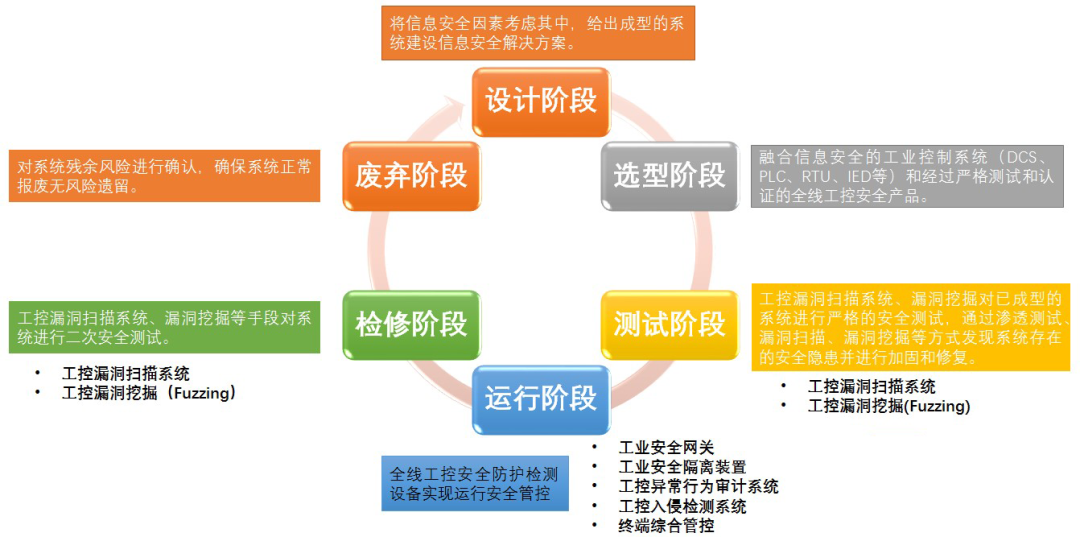 将信息安全因素考虑其中，给出成型的系
统建设信息安全解决方案。
设计阶段
废弃阶段
对系统残余风险进行确认，确保系统正常
报废无风险遗留。
选型阶段
融合信息安全的工业控制系统（DCS、
PLC、RTU、IED等）和经过严格测试和认
证的全线工控安全产品。
检修阶段
工控漏洞扫描系统、漏洞挖掘等手段对系
统进行二次安全测试。
• 工控漏洞扫描系统
• 工控漏洞挖掘（Fuzzing）
测试阶段
工控漏洞扫描系统、漏洞挖掘对已成型的
系统进行严格的安全测试，通过渗透测试、
漏洞扫描、漏洞挖掘等方式发现系统存在
的安全隐患并进行加固和修复。
• 工控漏洞扫描系统
• 工控漏洞挖掘(Fuzzing)
运行阶段
全线工控安全防护检测
设备实现运行安全管控
• 工业安全网关
• 工业安全隔离装置
• 工控异常行为审计系统
• 工控入侵检测系统
• 终端综合管控